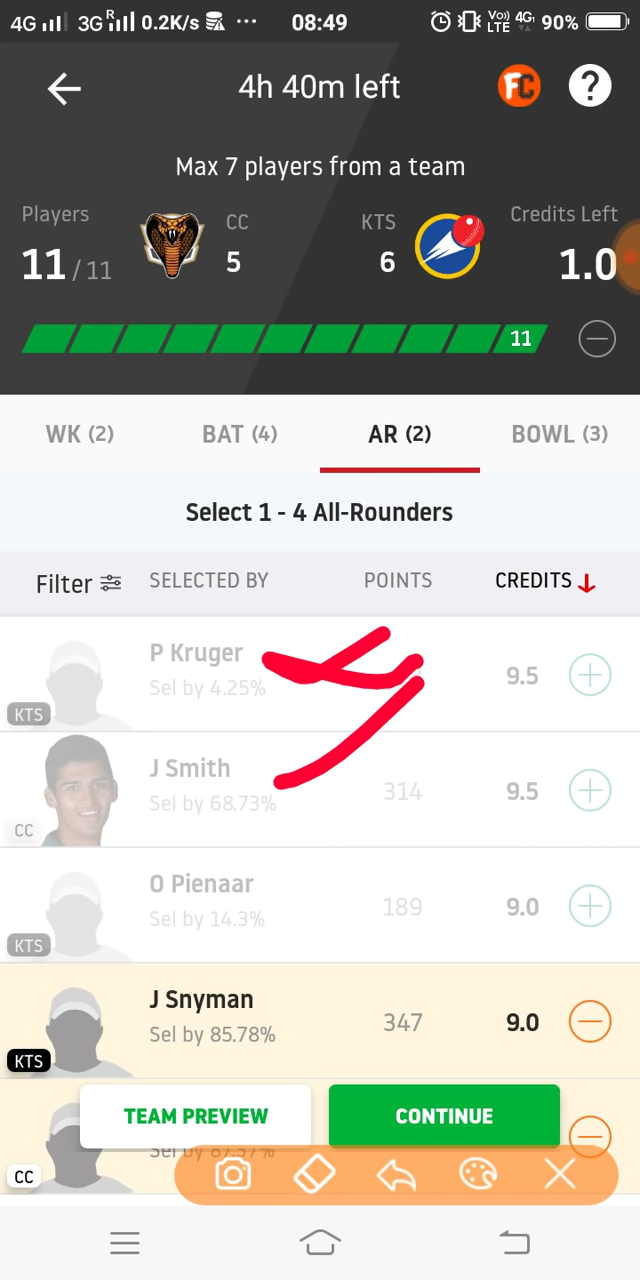 4G 3G R 0.2K/s ... 08:49 Vo) LTE 4G 90%
4h 40m left FC ?
Max 7 players from a team
Players CC KTS Credits Left
11 / 11 5 6 1.0
11
WK (2) BAT (4) AR (2) BOWL (3)
Select 1 - 4 All-Rounders
Filter SELECTED BY POINTS CREDITS
P Kruger
Sel by 4.25% 9.5
KTS
J Smith
Sel by 68.73% 314 9.5
CC
O Pienaar
Sel by 14.3% 189 9.0
KTS
J Snyman
Sel by 85.78% 347 9.0
KTS
TEAM PREVIEW CONTINUE
Sel by 87.37%
CC